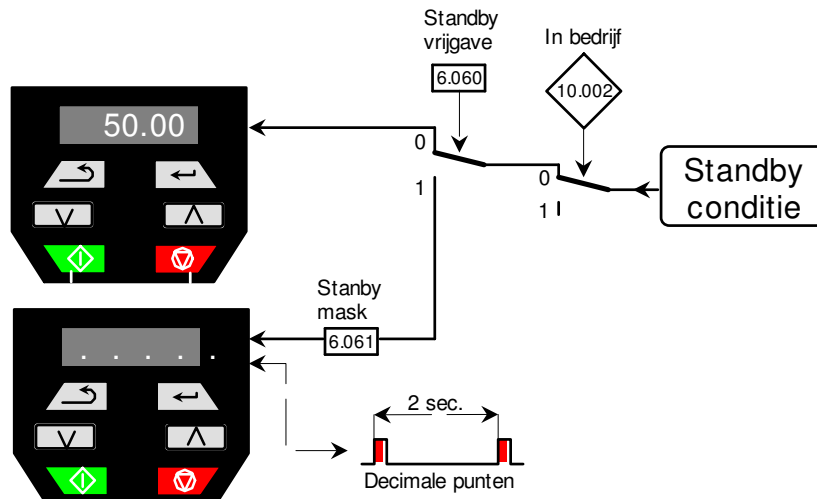 Standby
vrijgave
In bedrijf
6.060
10.002
50.00
0
1
0
1
Standby
conditie
Stanby
mask
6.061
. . . . .
2 sec.
Decimale punten